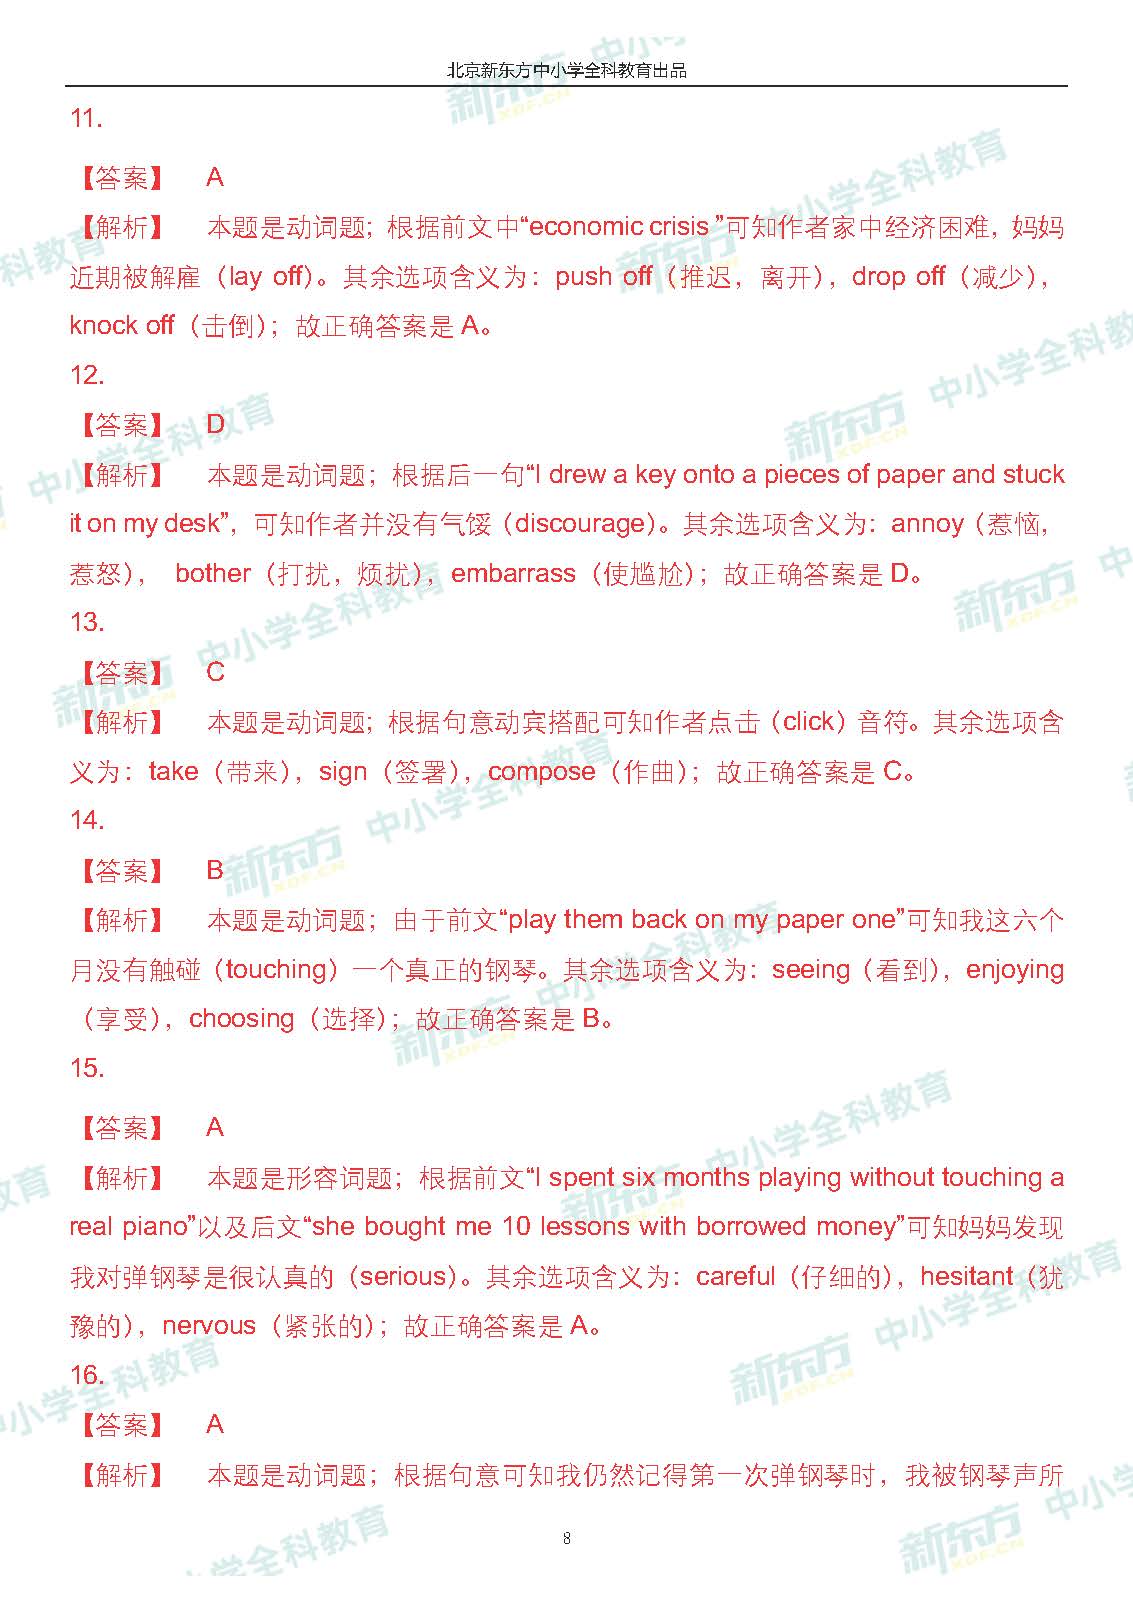 北京新东方中小学全科教育出品
11.
【答案】 A
【解析】 本题是动词题；根据前文中“economic crisis ”可知作者家中经济困难，妈妈
近期被解雇（lay off）。其余选项含义为：push off（推迟，离开），drop off（减少），
knock off（击倒）；故正确答案是 A。
12.
【答案】 D
【解析】 本题是动词题；根据后一句“I drew a key onto a pieces of paper and stuck
it on my desk”，可知作者并没有气馁（discourage）。其余选项含义为：annoy（惹恼，
惹怒）， bother（打扰，烦扰），embarrass（使尴尬）；故正确答案是 D。
13.
【答案】 C
【解析】 本题是动词题；根据句意动宾搭配可知作者点击（click）音符。其余选项含
义为：take（带来），sign（签署），compose（作曲）；故正确答案是 C。
14.
【答案】 B
【解析】 本题是动词题；由于前文“play them back on my paper one”可知我这六个
月没有触碰（touching）一个真正的钢琴。其余选项含义为：seeing（看到），enjoying
（享受），choosing（选择）；故正确答案是 B。
15.
【答案】 A
【解析】 本题是形容词题；根据前文“I spent six months playing without touching a
real piano”以及后文“she bought me 10 lessons with borrowed money”可知妈妈发现
我对弹钢琴是很认真的（serious）。其余选项含义为：careful（仔细的），hesitant（犹
豫的），nervous（紧张的）；故正确答案是 A。
16.
【答案】 A
【解析】 本题是动词题；根据句意可知我仍然记得第一次弹钢琴时，我被钢琴声所
8